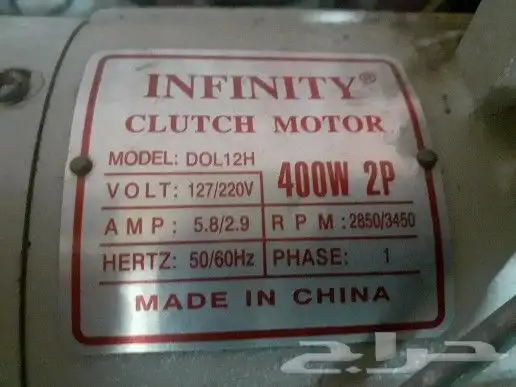 INFINITY®
CLUTCH MOTOR
MODEL: DOL12H
400W 2P
VOLT: 127/220V
AMP: 5.8/2.9
RPM: 2850/3450
HERTZ: 50/60Hz
PHASE: 1
MADE IN CHINA
حراج